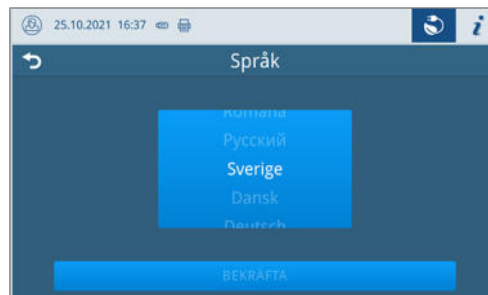 25.10.2021 16:37
Språk
Română
Русский
Sverige
Dansk
Deutsch
BEKRÄFTA